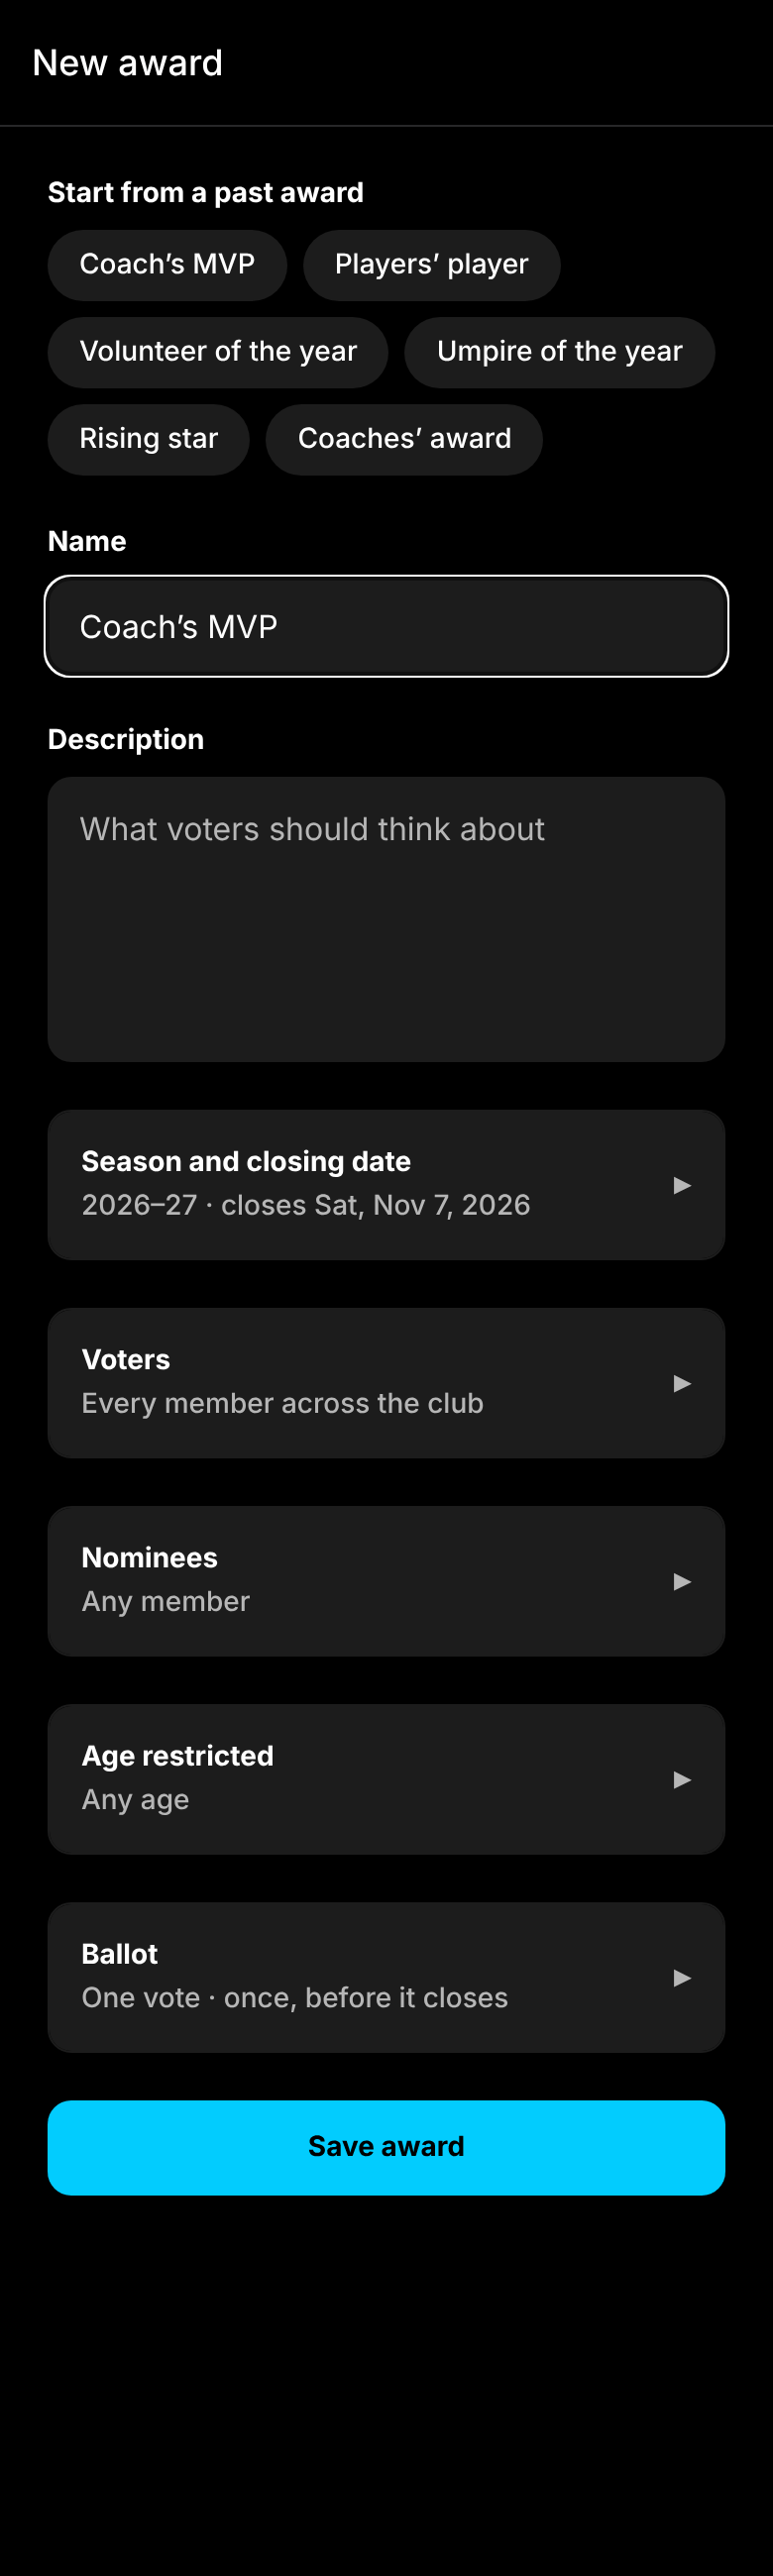 New award
Start from a past award
Coach’s MVP
Players’ player
Volunteer of the year
Umpire of the year
Rising star
Coaches’ award
Name
Coach’s MVP
Description
What voters should think about
Season and closing date
2026–27 · closes Sat, Nov 7, 2026
Voters
Every member across the club
Nominees
Any member
Age restricted
Any age
Ballot
One vote · once, before it closes
Save award